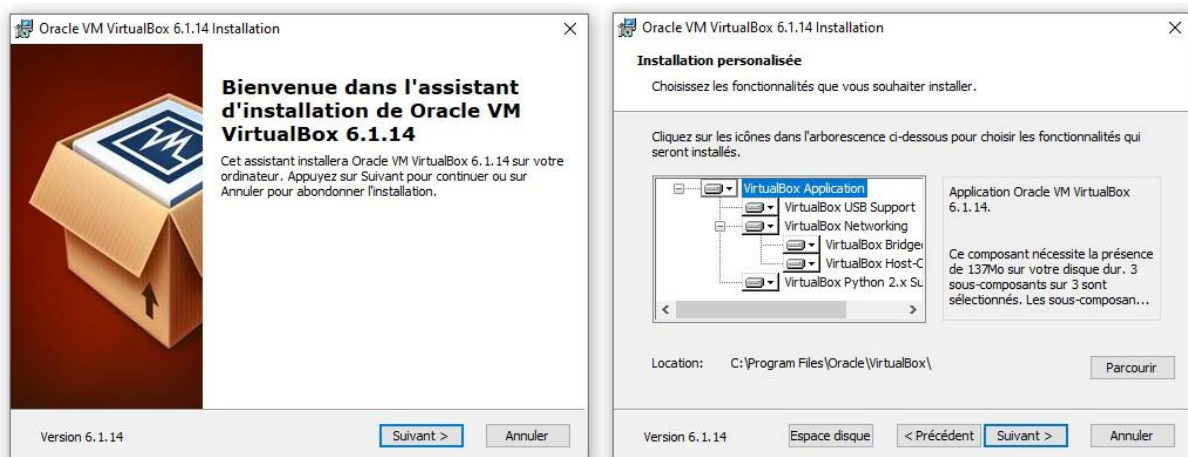 Oracle VM VirtualBox 6.1.14 Installation
Bienvenue dans l'assistant
d'installation de Oracle VM
VirtualBox 6.1.14
Cet assistant installera Oracle VM VirtualBox 6.1.14 sur votre
ordinateur. Appuyez sur Suivant pour continuer ou sur
Annuler pour abondonner l'installation.
Version 6.1.14
Suivant >
Annuler
Oracle VM VirtualBox 6.1.14 Installation
Installation personalisée
Choisissez les fonctionnalités que vous souhaiter installer.
Cliquez sur les icônes dans l'arborescence ci-dessous pour choisir les fonctionnalités qui
seront installés.
VirtualBox Application
VirtualBox USB Support
VirtualBox Networking
VirtualBox Bridge
VirtualBox Host-C
VirtualBox Python 2.x Su
Application Oracle VM VirtualBox
6.1.14.
Ce composant nécessite la présence
de 137Mo sur votre disque dur. 3
sous-composants sur 3 sont
sélectionnés. Les sous-composan...
Location: C:\Program Files\Oracle\VirtualBox\
Parcourir
Version 6.1.14
Espace disque
< Précédent
Suivant >
Annuler